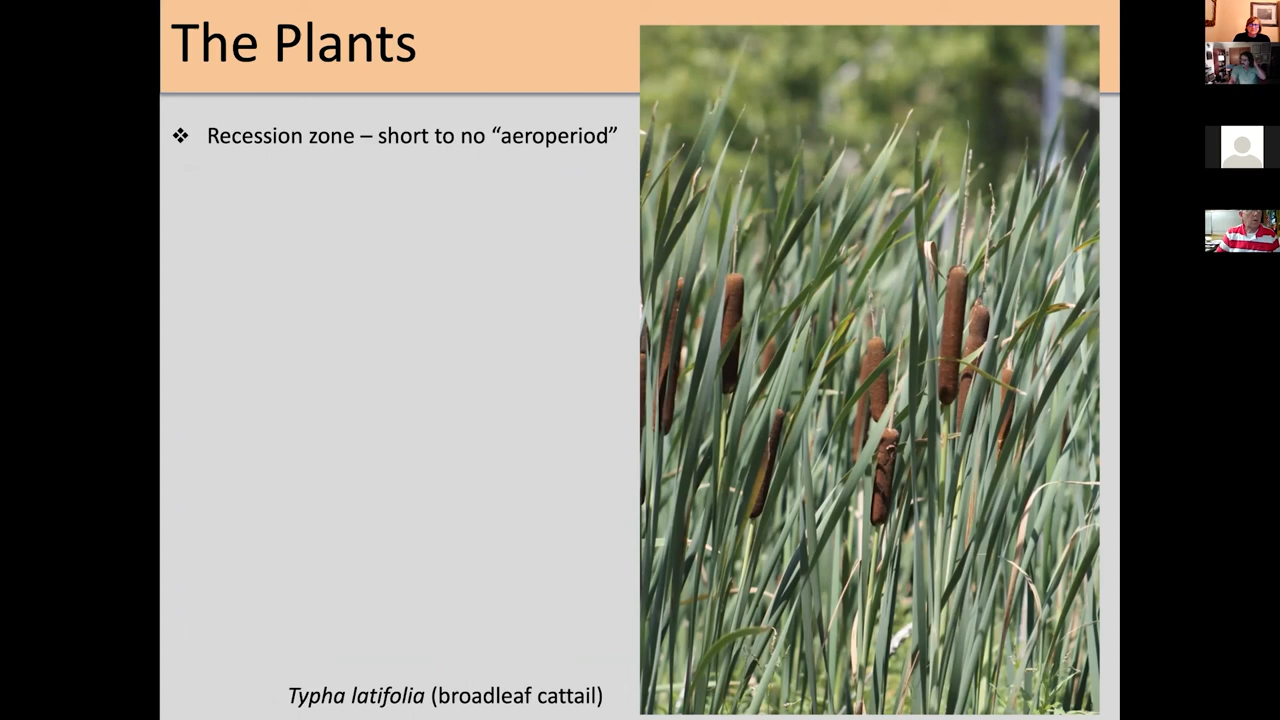 The Plants
❖ Recession zone – short to no “aeroperiod”
Typha latifolia (broadleaf cattail)